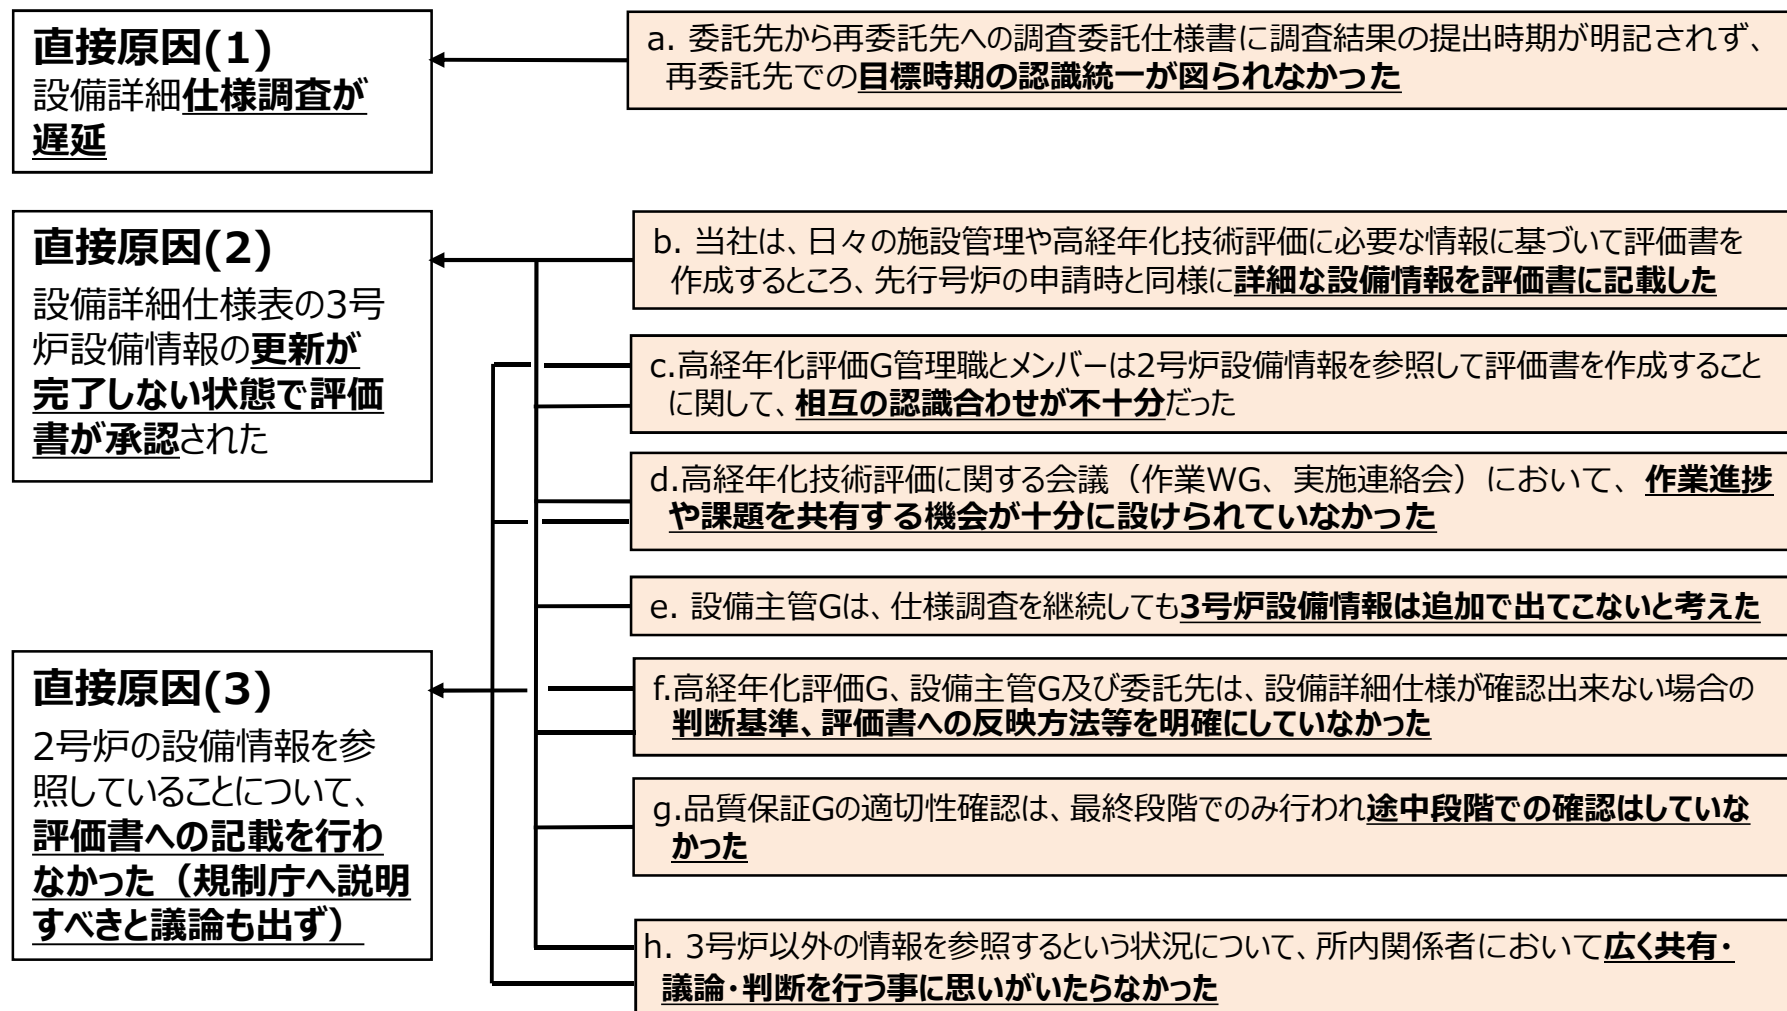 直接原因(1)
設備詳細仕様調査が
遅延
a. 委託先から再委託先への調査委託仕様書に調査結果の提出時期が明記されず、
再委託先での目標時期の認識統一が図られなかった
直接原因(2)
設備詳細仕様表の3号
炉設備情報の更新が
完了しない状態で評価
書が承認された
b. 当社は、日々の施設管理や高経年化技術評価に必要な情報に基づいて評価書を
作成するところ、先行号炉の申請時と同様に詳細な設備情報を評価書に記載した
c.高経年化評価G管理職とメンバーは2号炉設備情報を参照して評価書を作成すること
に関して、相互の認識合わせが不十分だった
d.高経年化技術評価に関する会議（作業WG、実施連絡会）において、作業進捗
や課題を共有する機会が十分に設けられていなかった
e. 設備主管Gは、仕様調査を継続しても3号炉設備情報は追加で出てこないと考えた
直接原因(3)
2号炉の設備情報を参
照していることについて、
評価書への記載を行わ
なかった（規制庁へ説明
すべきと議論も出ず）
f.高経年化評価G、設備主管G及び委託先は、設備詳細仕様が確認出来ない場合の
判断基準、評価書への反映方法等を明確にしていなかった
g.品質保証Gの適切性確認は、最終段階でのみ行われ途中段階での確認はしていな
かった
h. 3号炉以外の情報を参照するという状況について、所内関係者において広く共有・
議論・判断を行う事に思いがいたらなかった